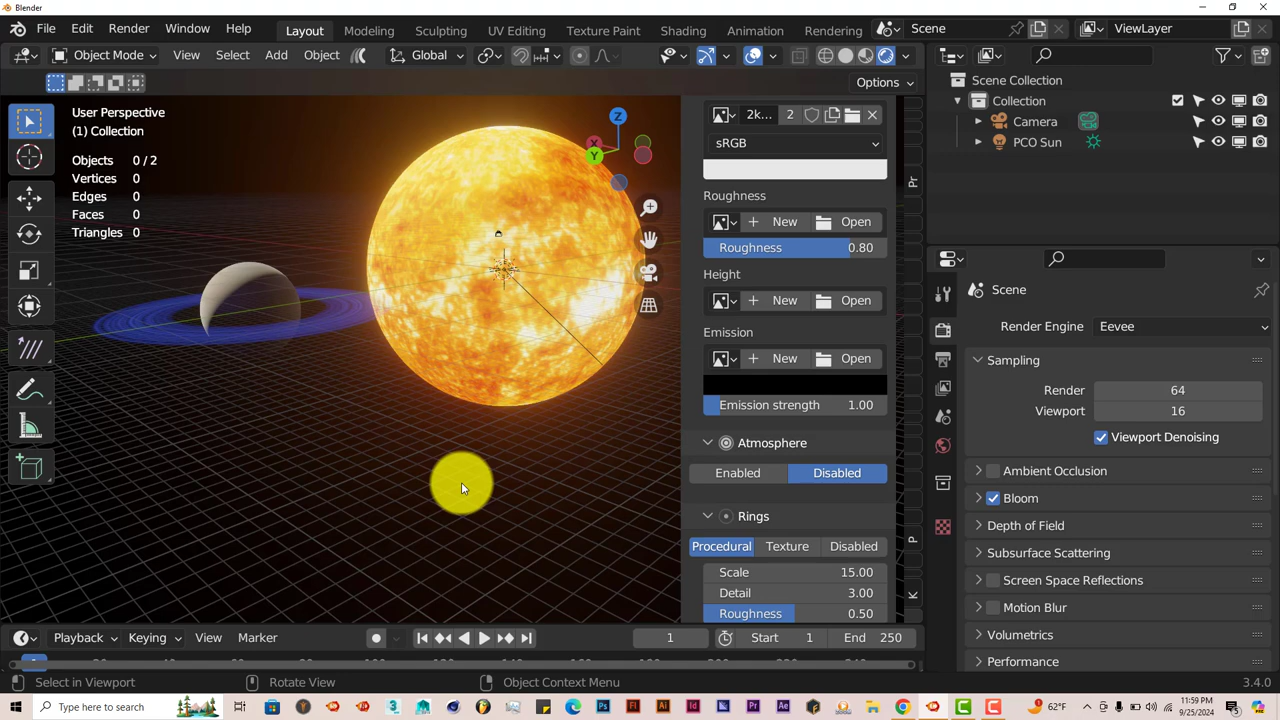 Blender
File Edit Render Window Help
Layout Modeling Sculpting UV Editing Texture Paint Shading Animation Rendering
Scene
ViewLayer
Object Mode View Select Add Object Global
Options
User Perspective
(1) Collection
Objects 0 / 2
Vertices 0
Edges 0
Faces 0
Triangles 0
Z
X
Y
2k... 2
sRGB
Roughness
New Open
Roughness 0.80
Height
New Open
Emission
New Open
Emission strength 1.00
Atmosphere
Enabled Disabled
Rings
Procedural Texture Disabled
Scale 15.00
Detail 3.00
Roughness 0.50
Pr
P
K
Scene Collection
Collection
Camera
PCO Sun
Scene
Render Engine Eevee
Sampling
Render 64
Viewport 16
Viewport Denoising
Ambient Occlusion
Bloom
Depth of Field
Subsurface Scattering
Screen Space Reflections
Motion Blur
Volumetrics
Performance
Playback Keying View Marker
1 Start 1 End 250
Select in Viewport Rotate View Object Context Menu 3.4.0
Type here to search
62°F
11:59 PM
9/25/2024